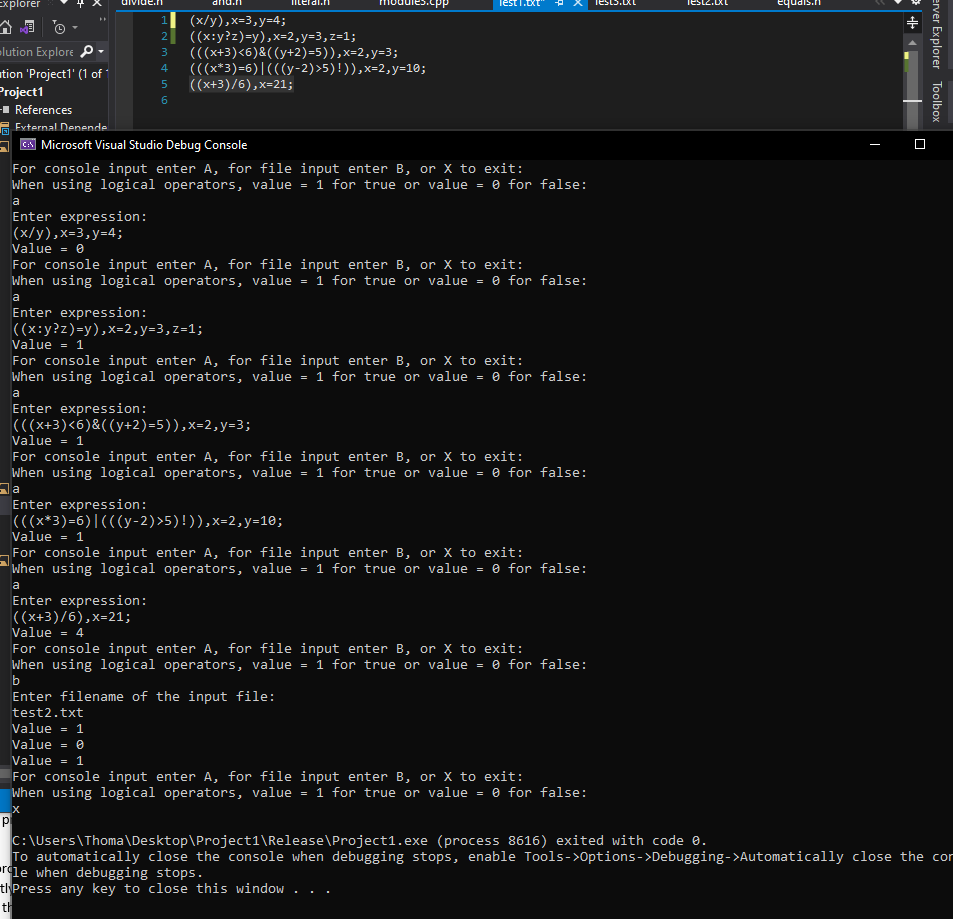 Explorer
divide.h and.h literal.h module3.cpp Test1.txt* Test3.txt Test2.txt equals.h
Server Explorer
Toolbox
olution Explore
ution 'Project1' (1 of 1
Project1
References
External Depende
1 (x/y),x=3,y=4;
2 ((x:y?z)=y),x=2,y=3,z=1;
3 (((x+3)<6)&((y+2)=5)),x=2,y=3;
4 (((x*3)=6)|(((y-2)>5)!)),x=2,y=10;
5 ((x+3)/6),x=21;
6
Microsoft Visual Studio Debug Console
For console input enter A, for file input enter B, or X to exit:
When using logical operators, value = 1 for true or value = 0 for false:
a
Enter expression:
(x/y),x=3,y=4;
Value = 0
For console input enter A, for file input enter B, or X to exit:
When using logical operators, value = 1 for true or value = 0 for false:
a
Enter expression:
((x:y?z)=y),x=2,y=3,z=1;
Value = 1
For console input enter A, for file input enter B, or X to exit:
When using logical operators, value = 1 for true or value = 0 for false:
a
Enter expression:
(((x+3)<6)&((y+2)=5)),x=2,y=3;
Value = 1
For console input enter A, for file input enter B, or X to exit:
When using logical operators, value = 1 for true or value = 0 for false:
a
Enter expression:
(((x*3)=6)|(((y-2)>5)!)),x=2,y=10;
Value = 1
For console input enter A, for file input enter B, or X to exit:
When using logical operators, value = 1 for true or value = 0 for false:
a
Enter expression:
((x+3)/6),x=21;
Value = 4
For console input enter A, for file input enter B, or X to exit:
When using logical operators, value = 1 for true or value = 0 for false:
b
Enter filename of the input file:
test2.txt
Value = 1
Value = 0
Value = 1
For console input enter A, for file input enter B, or X to exit:
When using logical operators, value = 1 for true or value = 0 for false:
x
C:\Users\Thoma\Desktop\Project1\Release\Project1.exe (process 8616) exited with code 0.
To automatically close the console when debugging stops, enable Tools->Options->Debugging->Automatically close the con
le when debugging stops.
Press any key to close this window . . .